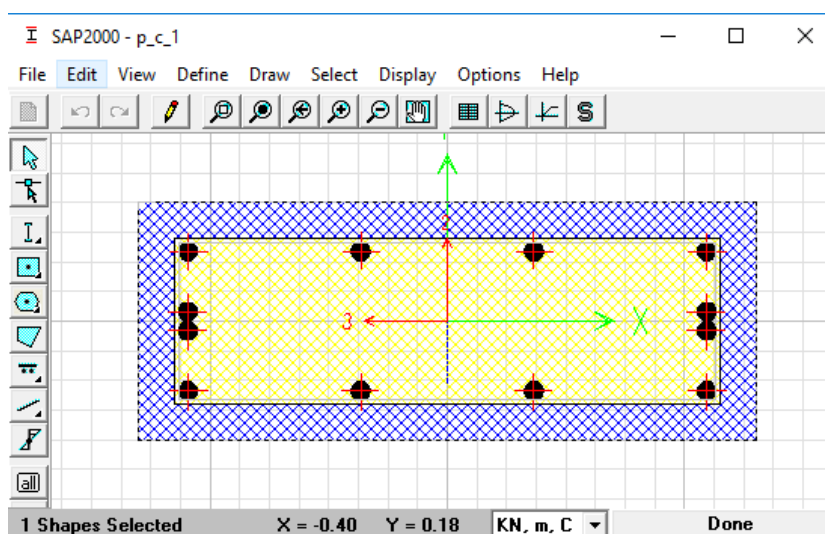 SAP2000 - p_c_1
File Edit View Define Draw Select Display Options Help
S
2
3
X
all
1 Shapes Selected X = -0.40 Y = 0.18 KN, m, C Done